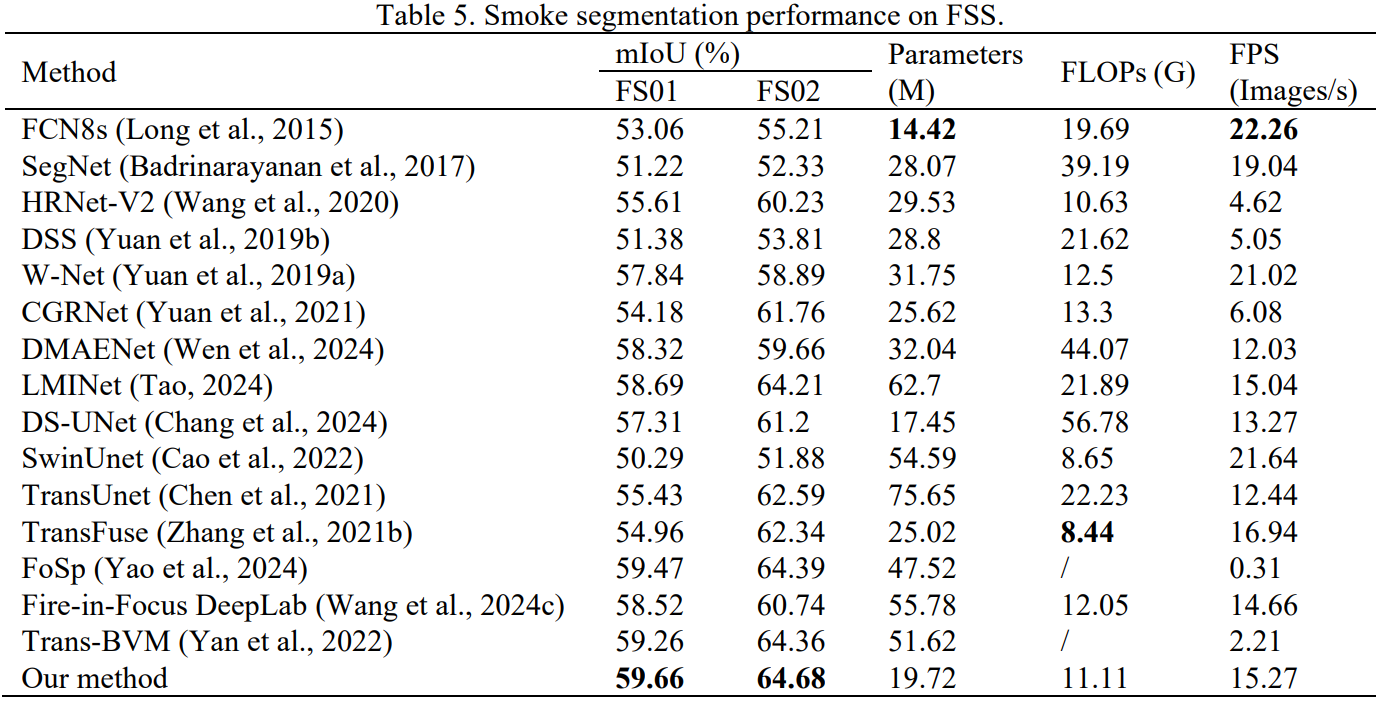 Table 5. Smoke segmentation performance on FSS.
Method mIoU (%) Parameters (M) FLOPs (G) FPS (Images/s)
FS01 FS02
FCN8s (Long et al., 2015) 53.06 55.21 14.42 19.69 22.26
SegNet (Badrinarayanan et al., 2017) 51.22 52.33 28.07 39.19 19.04
HRNet-V2 (Wang et al., 2020) 55.61 60.23 29.53 10.63 4.62
DSS (Yuan et al., 2019b) 51.38 53.81 28.8 21.62 5.05
W-Net (Yuan et al., 2019a) 57.84 58.89 31.75 12.5 21.02
CGRNet (Yuan et al., 2021) 54.18 61.76 25.62 13.3 6.08
DMAENet (Wen et al., 2024) 58.32 59.66 32.04 44.07 12.03
LMINet (Tao, 2024) 58.69 64.21 62.7 21.89 15.04
DS-UNet (Chang et al., 2024) 57.31 61.2 17.45 56.78 13.27
SwinUnet (Cao et al., 2022) 50.29 51.88 54.59 8.65 21.64
TransUnet (Chen et al., 2021) 55.43 62.59 75.65 22.23 12.44
TransFuse (Zhang et al., 2021b) 54.96 62.34 25.02 8.44 16.94
FoSp (Yao et al., 2024) 59.47 64.39 47.52 / 0.31
Fire-in-Focus DeepLab (Wang et al., 2024c) 58.52 60.74 55.78 12.05 14.66
Trans-BVM (Yan et al., 2022) 59.26 64.36 51.62 / 2.21
Our method 59.66 64.68 19.72 11.11 15.27